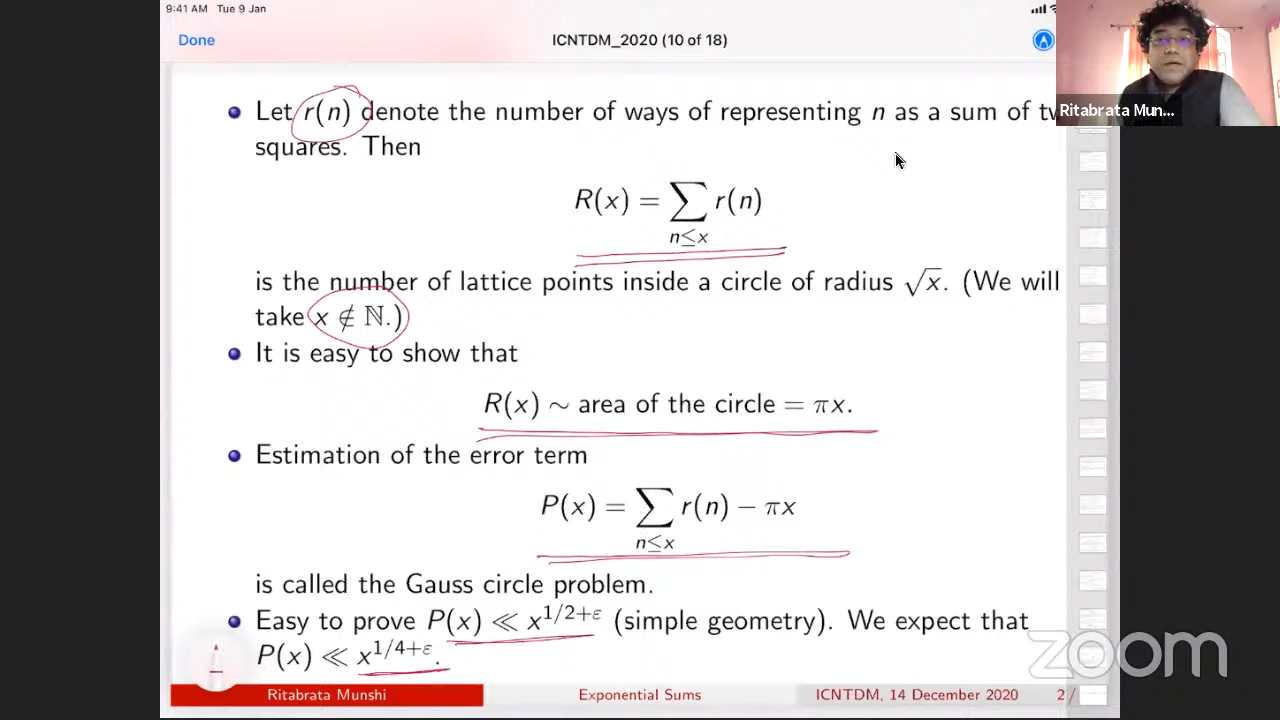 9:41 AM Tue 9 Jan
Done
ICNTDM_2020 (10 of 18)
Ritabrata Mun...
Let r(n) denote the number of ways of representing n as a sum of
squares. Then
R(x) = ∑ r(n)
n≤x
is the number of lattice points inside a circle of radius √x. (We will
take x ∉ ℕ.)
It is easy to show that
R(x) ∼ area of the circle = πx.
Estimation of the error term
P(x) = ∑ r(n) − πx
n≤x
is called the Gauss circle problem.
Easy to prove P(x) ≪ x^{1/2+ε} (simple geometry). We expect that
P(x) ≪ x^{1/4+ε}.
zoom
Ritabrata Munshi Exponential Sums ICNTDM, 14 December 2020 2 /